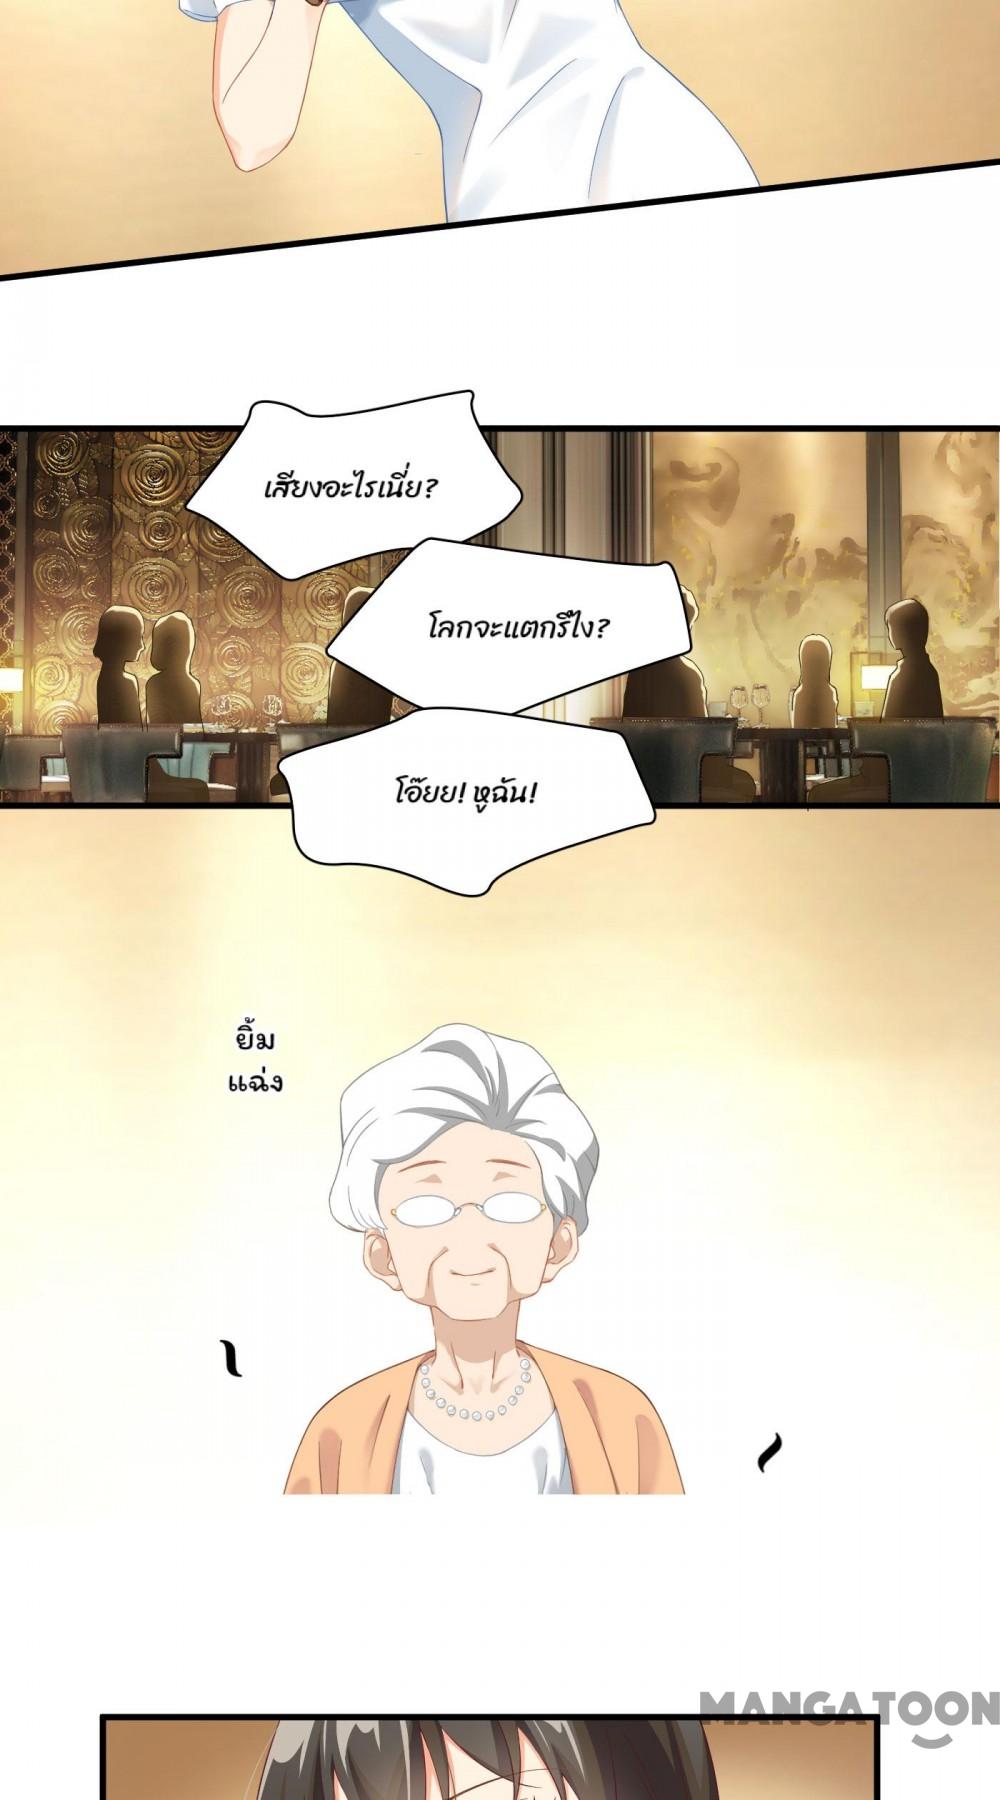 เสียงอะไรเนี่ย?
โลกจะแตกรึไง?
โอ๊ยย! หูฉัน!
ยิ้ม
แฉ่ง
MANGATOON